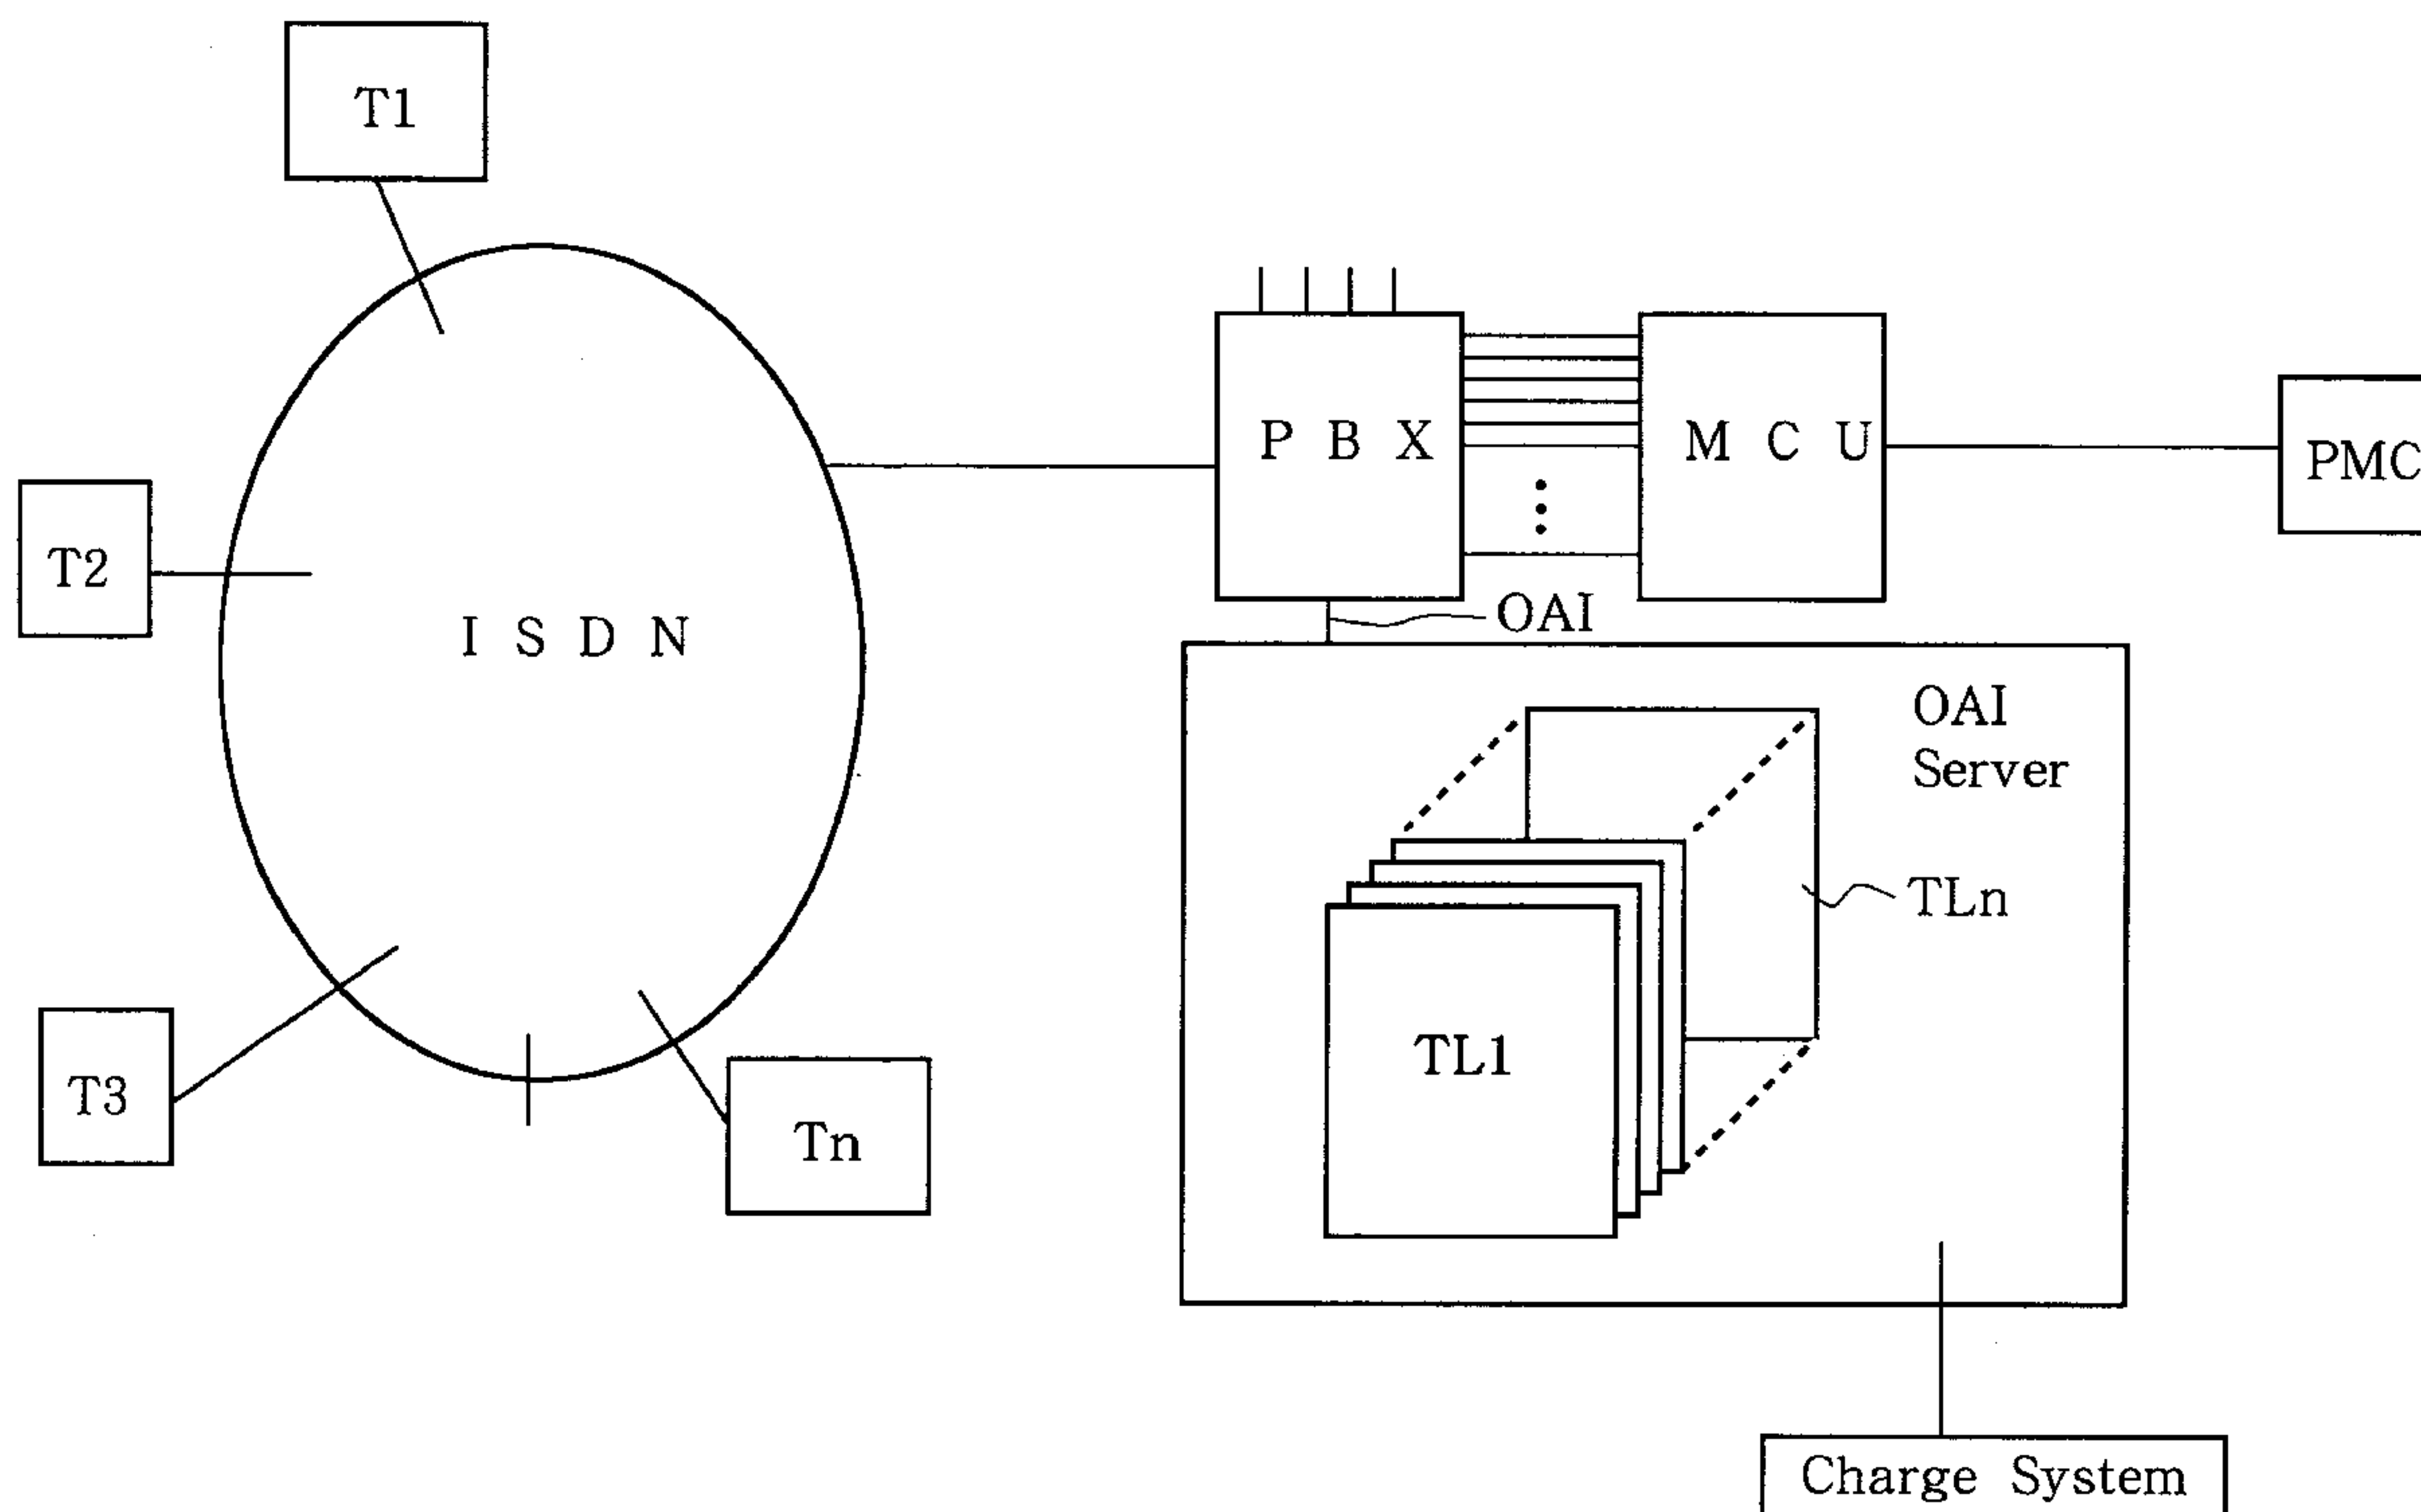 T1
P B X
M C U
PMC
T2
OAI
I S D N
OAI
Server
TLn
TL1
T3
Tn
Charge System